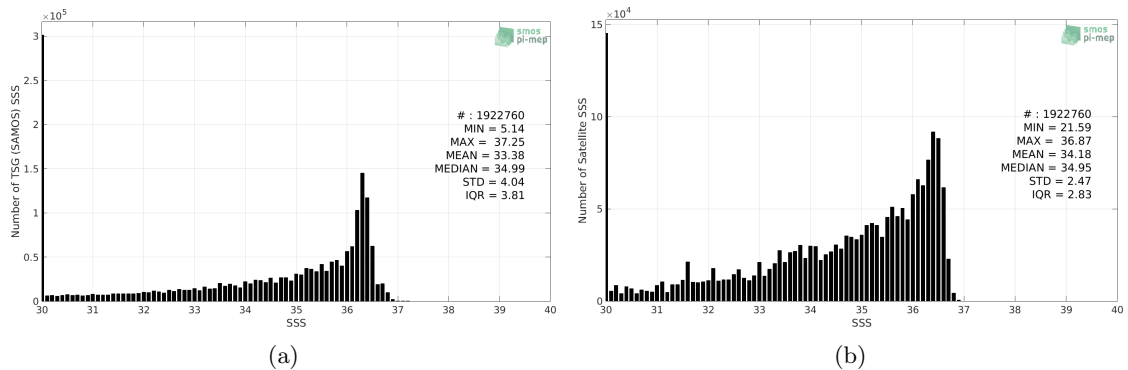 ×10⁵
3
2.5
2
1.5
1
0.5
0
30
31
32
33
34
35
36
37
38
39
40
SSS
Number of TSG (SAMOS) SSS
smos
pi-mep
# : 1922760
MIN = 5.14
MAX = 37.25
MEAN = 33.38
MEDIAN = 34.99
STD = 4.04
IQR = 3.81
(a)
×10⁴
15
10
5
0
30
31
32
33
34
35
36
37
38
39
40
SSS
Number of Satellite SSS
smos
pi-mep
# : 1922760
MIN = 21.59
MAX = 36.87
MEAN = 34.18
MEDIAN = 34.95
STD = 2.47
IQR = 2.83
(b)